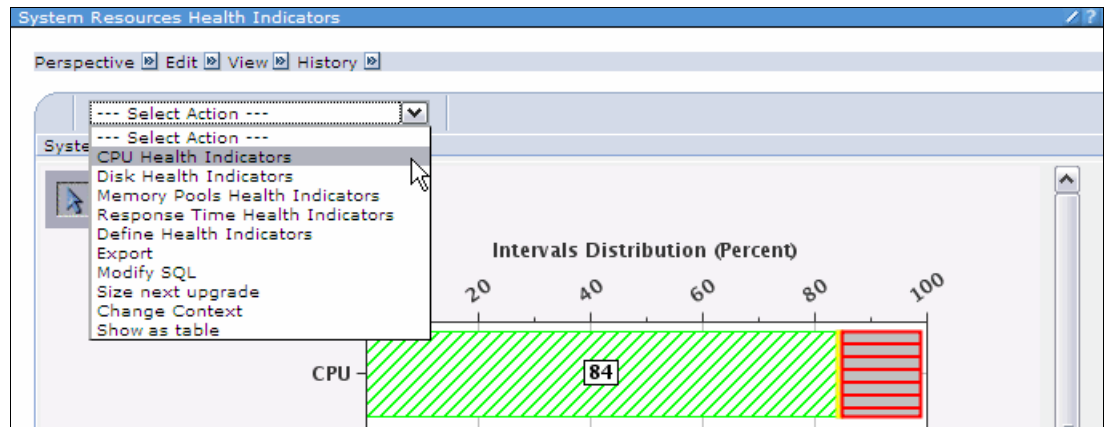 System Resources Health Indicators
?
Perspective Edit View History
--- Select Action ---
--- Select Action ---
Syste
CPU Health Indicators
Disk Health Indicators
Memory Pools Health Indicators
Response Time Health Indicators
Define Health Indicators
Export
Modify SQL
Size next upgrade
Change Context
Show as table
Intervals Distribution (Percent)
20 40 60 80 100
CPU
84